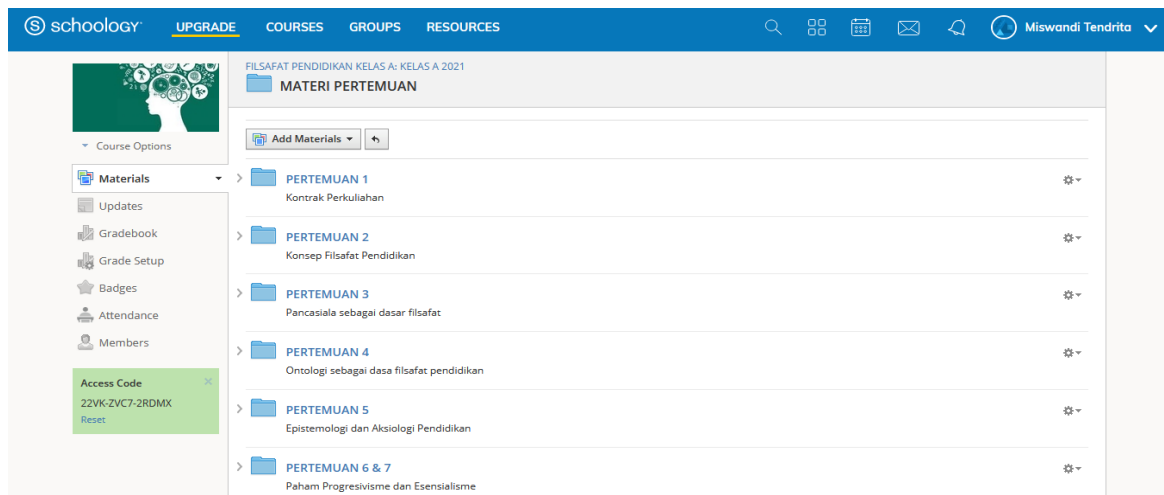 Schoology UPGRADE COURSES GROUPS RESOURCES Miswandi Tendrita
FILSAFAT PENDIDIKAN KELAS A: KELAS A 2021
MATERI PERTEMUAN
Course Options
Materials
Updates
Gradebook
Grade Setup
Badges
Attendance
Members
Access Code
22VK-ZVC7-2RDMX
Reset
Add Materials
PERTEMUAN 1
Kontrak Perkuliahan
PERTEMUAN 2
Konsep Filsafat Pendidikan
PERTEMUAN 3
Pancasiala sebagai dasar filsafat
PERTEMUAN 4
Ontologi sebagai dasa filsafat pendidikan
PERTEMUAN 5
Epistemologi dan Aksiologi Pendidikan
PERTEMUAN 6 & 7
Paham Progresivisme dan Esensialisme